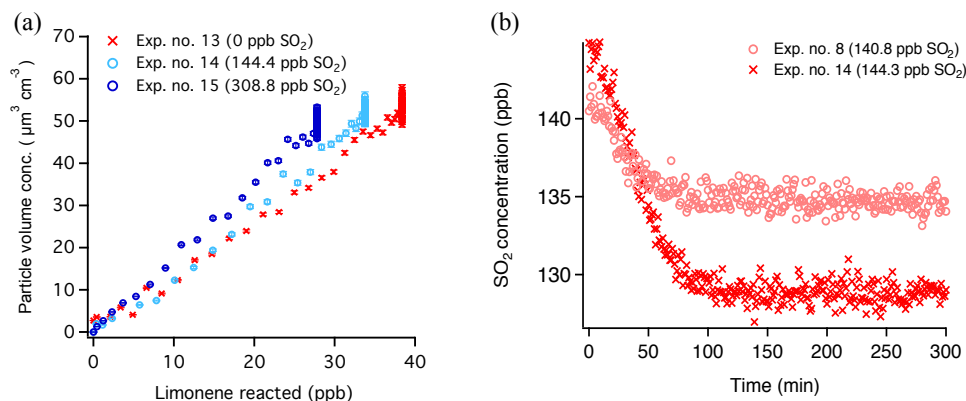 (a)
70
60
50
40
30
20
10
0
Particle volume conc. ( µm³ cm⁻³)
Exp. no. 13 (0 ppb SO₂)
Exp. no. 14 (144.4 ppb SO₂)
Exp. no. 15 (308.8 ppb SO₂)
0 10 20 30 40
Limonene reacted (ppb)
(b)
140
135
130
SO₂ concentration (ppb)
Exp. no. 8 (140.8 ppb SO₂)
Exp. no. 14 (144.3 ppb SO₂)
0 50 100 150 200 250 300
Time (min)